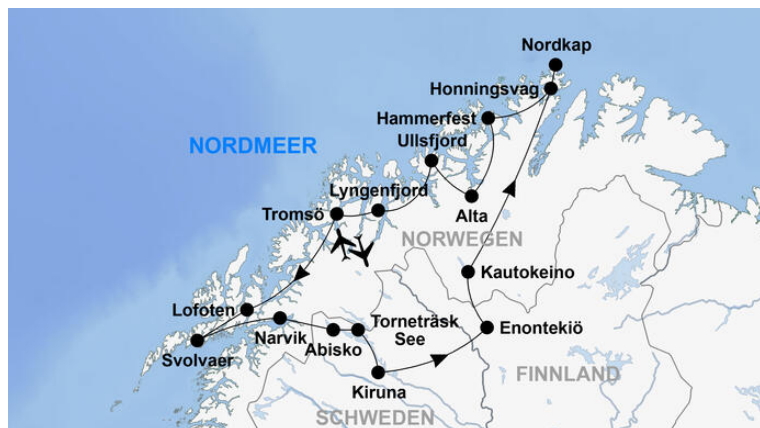 Nordkap
Honningsvag
Hammerfest
Ullsfjord
NORDMEER
Lyngenfjord
Tromsö
Alta
NORWEGEN
Kautokeino
Lofoten
Narvik
Torneträsk
See
Abisko
Enontekiö
Svolvaer
Kiruna
FINNLAND
SCHWEDEN